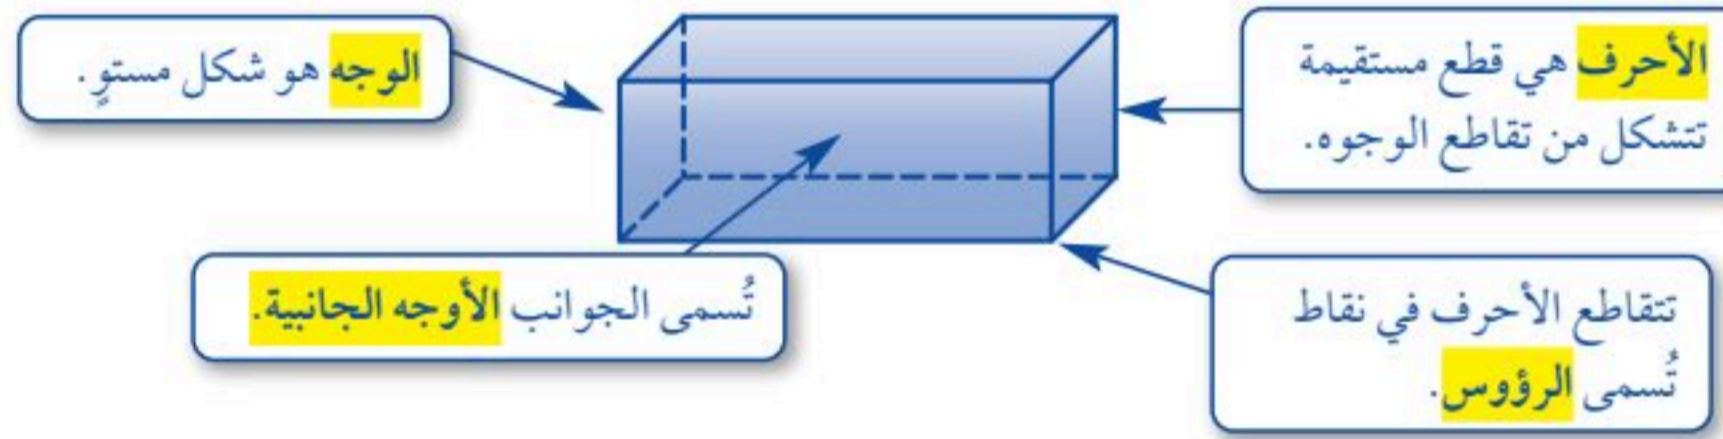 الأحرف هي قطع مستقيمة
تتشكل من تقاطع الوجوه.
الوجه هو شكل مستوٍ.
تتقاطع الأحرف في نقاط
تُسمى الرؤوس.
تُسمى الجوانب الأوجه الجانبية.